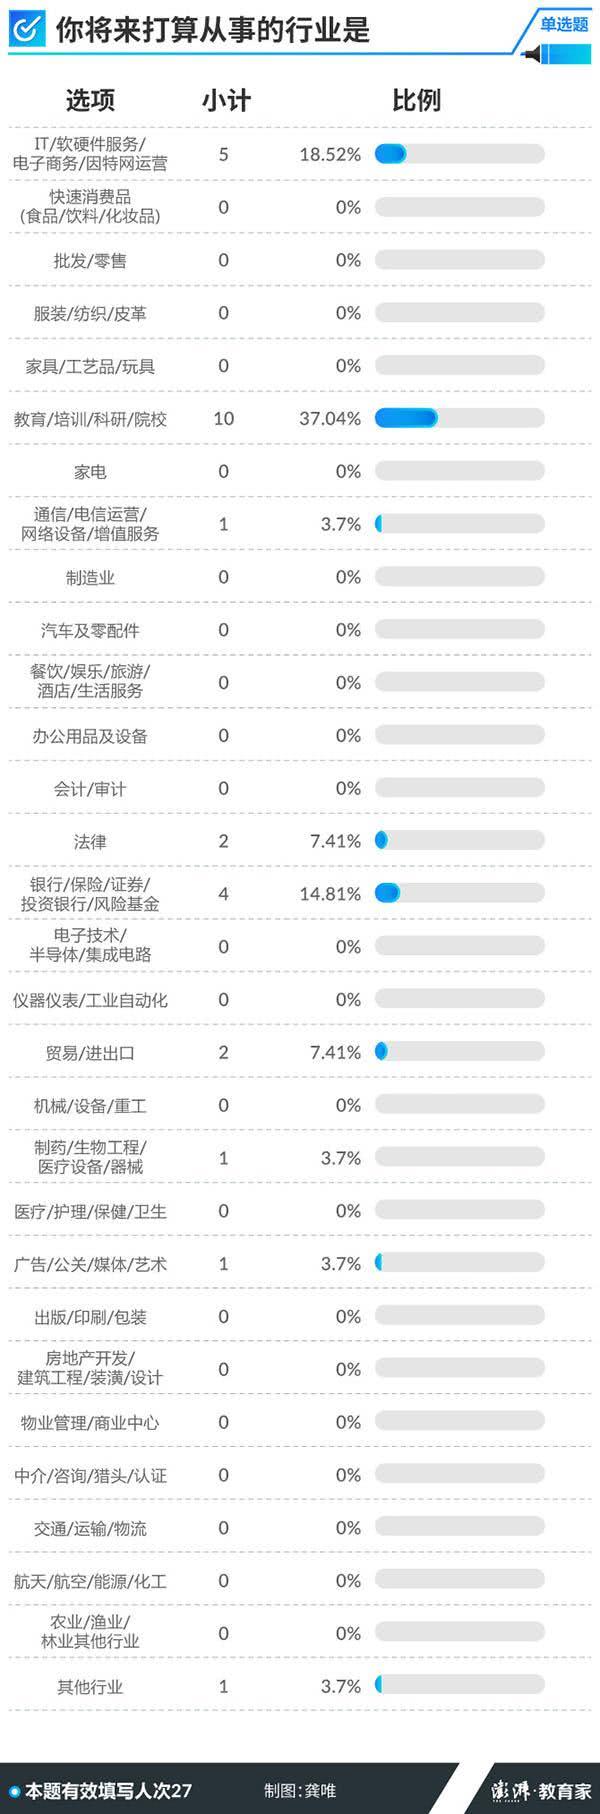 你将来打算从事的行业是
单选题
选项 小计 比例
IT/软硬件服务/
电子商务/因特网运营 5 18.52%
快速消费品
(食品/饮料/化妆品) 0 0%
批发/零售 0 0%
服装/纺织/皮革 0 0%
家具/工艺品/玩具 0 0%
教育/培训/科研/院校 10 37.04%
家电 0 0%
通信/电信运营/
网络设备/增值服务 1 3.7%
制造业 0 0%
汽车及零配件 0 0%
餐饮/娱乐/旅游/
酒店/生活服务 0 0%
办公用品及设备 0 0%
会计/审计 0 0%
法律 2 7.41%
银行/保险/证券/
投资银行/风险基金 4 14.81%
电子技术/
半导体/集成电路 0 0%
仪器仪表/工业自动化 0 0%
贸易/进出口 2 7.41%
机械/设备/重工 0 0%
制药/生物工程/
医疗设备/器械 1 3.7%
医疗/护理/保健/卫生 0 0%
广告/公关/媒体/艺术 1 3.7%
出版/印刷/包装 0 0%
房地产开发/
建筑工程/装潢/设计 0 0%
物业管理/商业中心 0 0%
中介/咨询/猎头/认证 0 0%
交通/运输/物流 0 0%
航天/航空/能源/化工 0 0%
农业/渔业/
林业其他行业 0 0%
其他行业 1 3.7%
本题有效填写人次27 制图：龚唯 澎湃·教育家